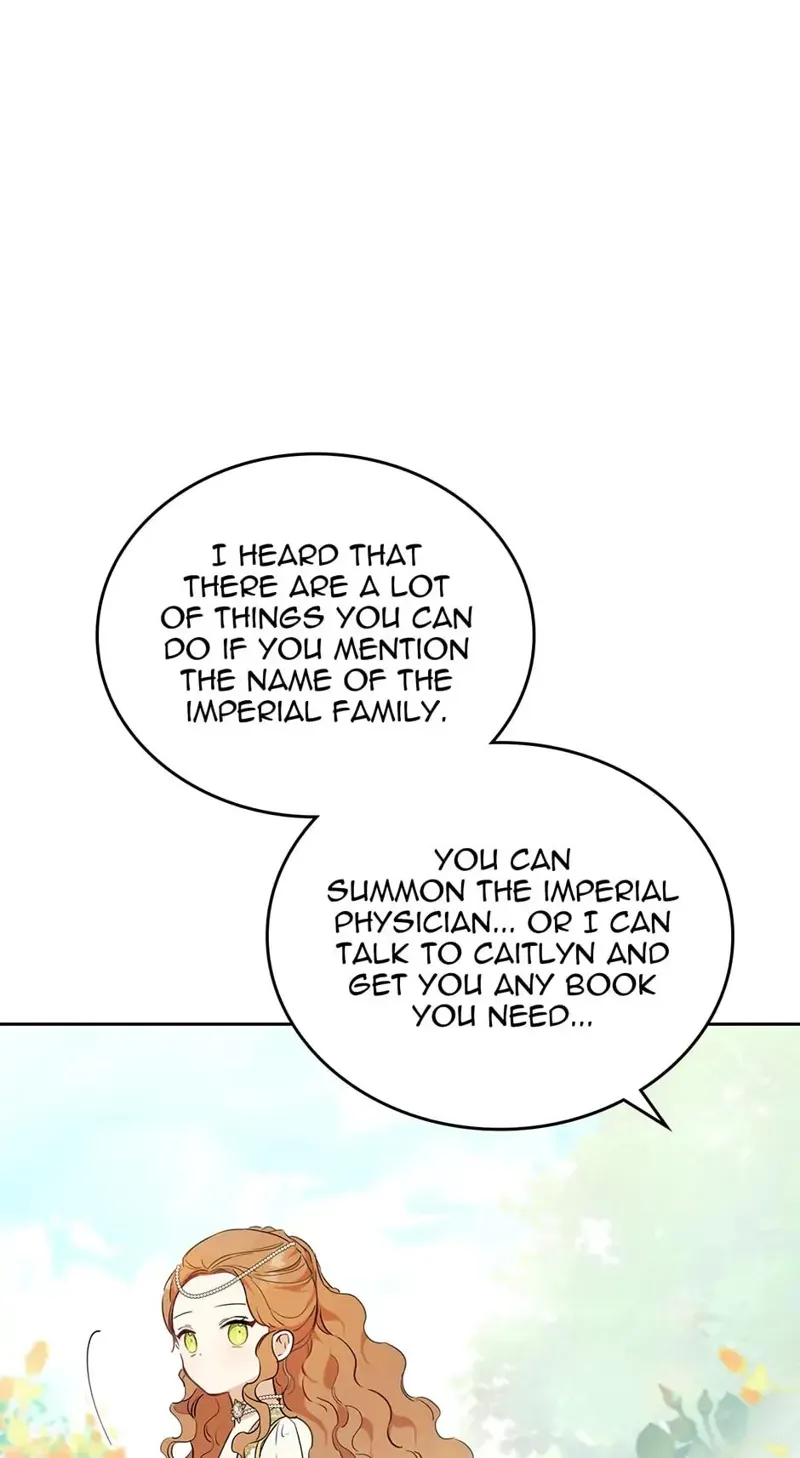 I HEARD THAT
THERE ARE A LOT
OF THINGS YOU CAN
DO IF YOU MENTION
THE NAME OF THE
IMPERIAL FAMILY.
YOU CAN
SUMMON THE IMPERIAL
PHYSICIAN... OR I CAN
TALK TO CAITLYN AND
GET YOU ANY BOOK
YOU NEED...